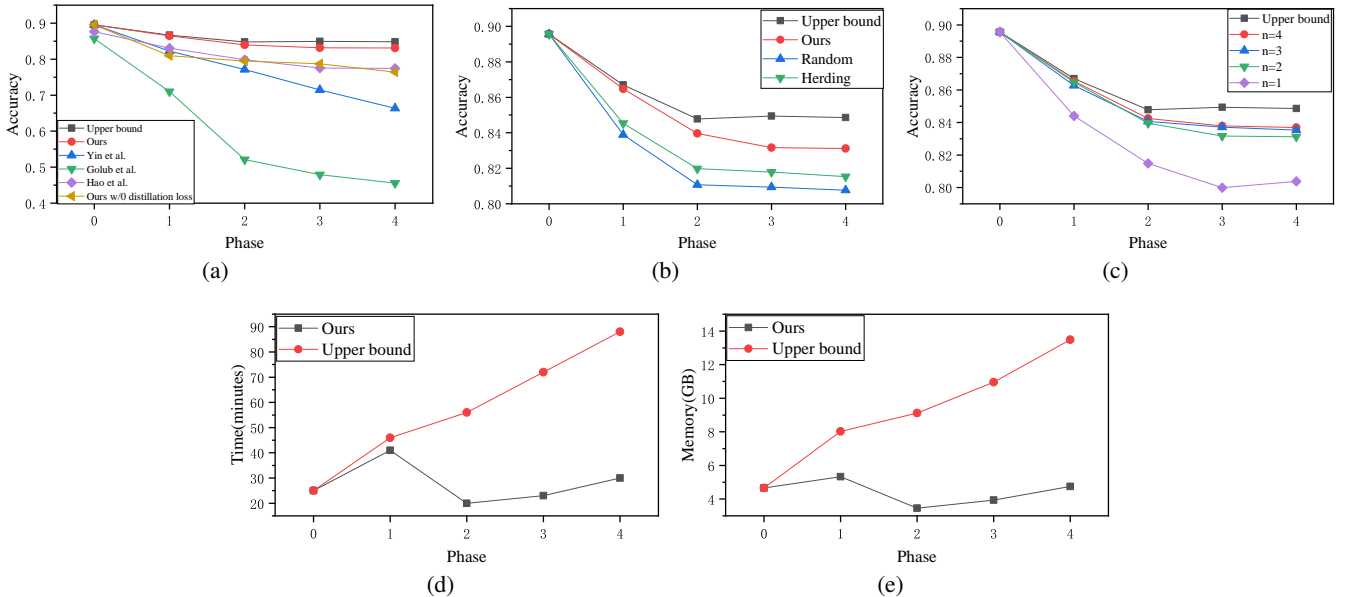 0.9
0.8
0.7
0.6
0.5
0.4
Accuracy
Upper bound
Ours
Yin et al.
Golub et al.
Hao et al.
Ours w/0 distillation loss
0 1 2 3 4
Phase
(a)
0.90
0.88
0.86
0.84
0.82
0.80
Accuracy
Upper bound
Ours
Random
Herding
0 1 2 3 4
Phase
(b)
0.90
0.88
0.86
0.84
0.82
0.80
Accuracy
Upper bound
n=4
n=3
n=2
n=1
0 1 2 3 4
Phase
(c)
90
80
70
60
50
40
30
20
Time(minutes)
Ours
Upper bound
0 1 2 3 4
Phase
(d)
14
12
10
8
6
4
Memory(GB)
Ours
Upper bound
0 1 2 3 4
Phase
(e)